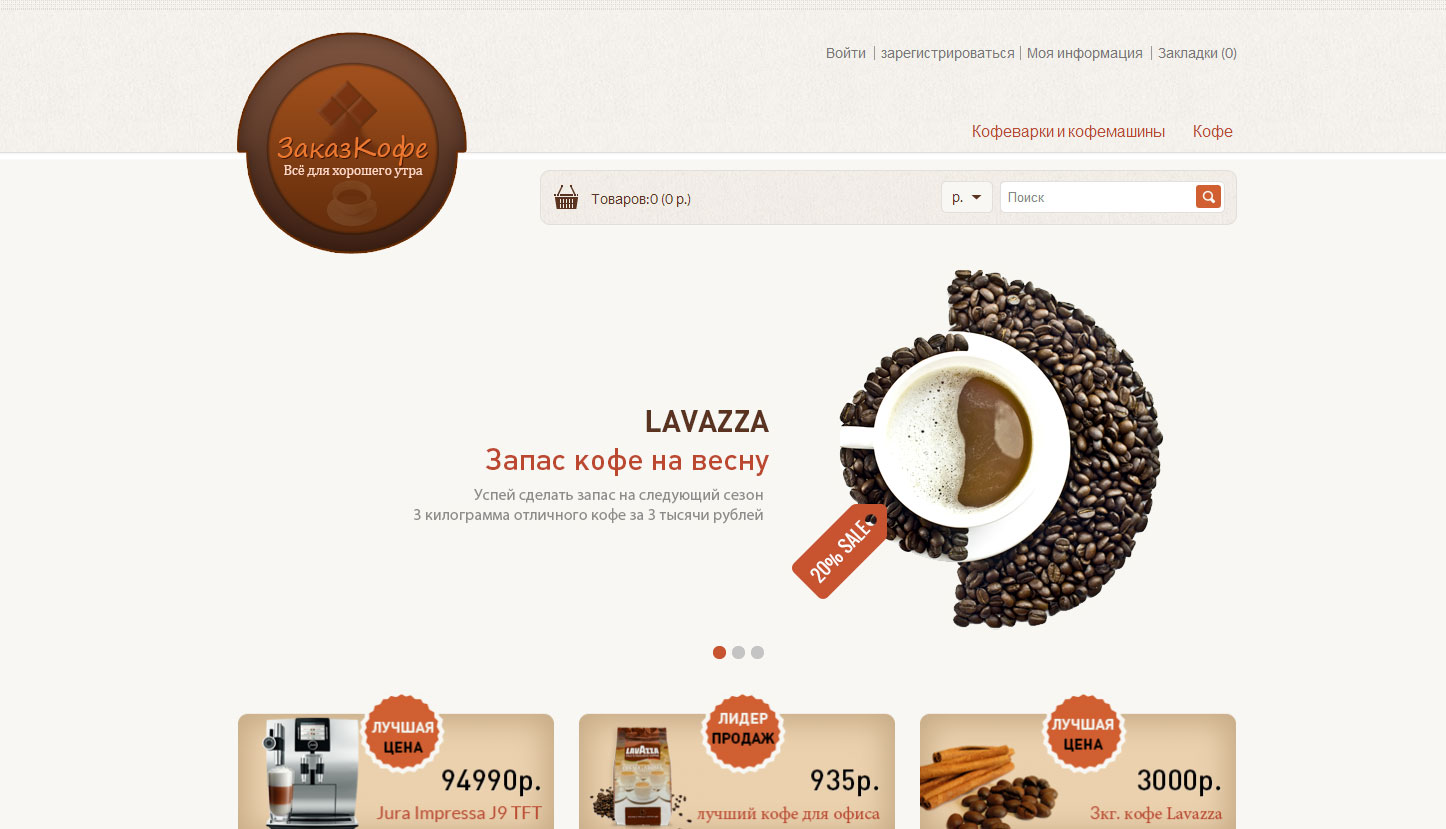 Войти
зарегистрироваться
Моя информация
Закладки (0)
ЗаказКофе
Всё для хорошего утра
Кофеварки и кофемашины
Кофе
Товаров:0 (0 р.)
р.
Поиск
LAVAZZA
Запас кофе на весну
Успей сделать запас на следующий сезон
3 килограмма отличного кофе за 3 тысячи рублей
20% SALE
ЛУЧШАЯ
ЦЕНА
94990р.
Jura Impressa J9 TFT
ЛИДЕР
ПРОДАЖ
LAVAZZA
935р.
лучший кофе для офиса
ЛУЧШАЯ
ЦЕНА
3000р.
3кг. кофе Lavazza